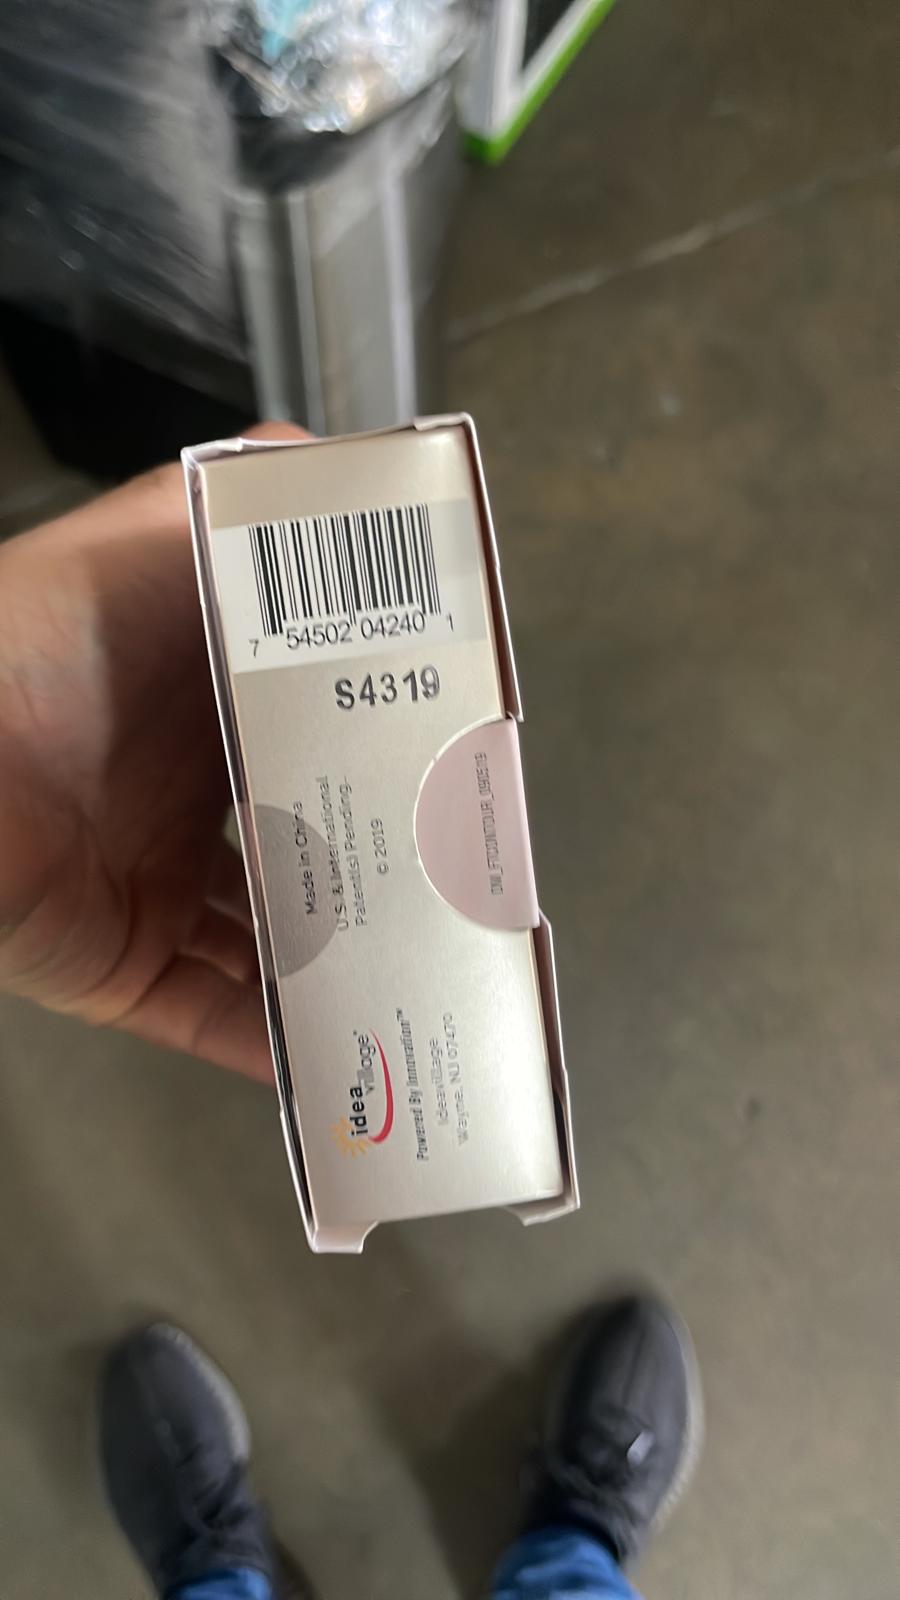 7 54502 04240 1
S4319
Made in China
U.S. & International
Patent(s) Pending.
© 2019
idea
village®
Powered By Innovation™
Ideavillage
Wayne, NJ 07470